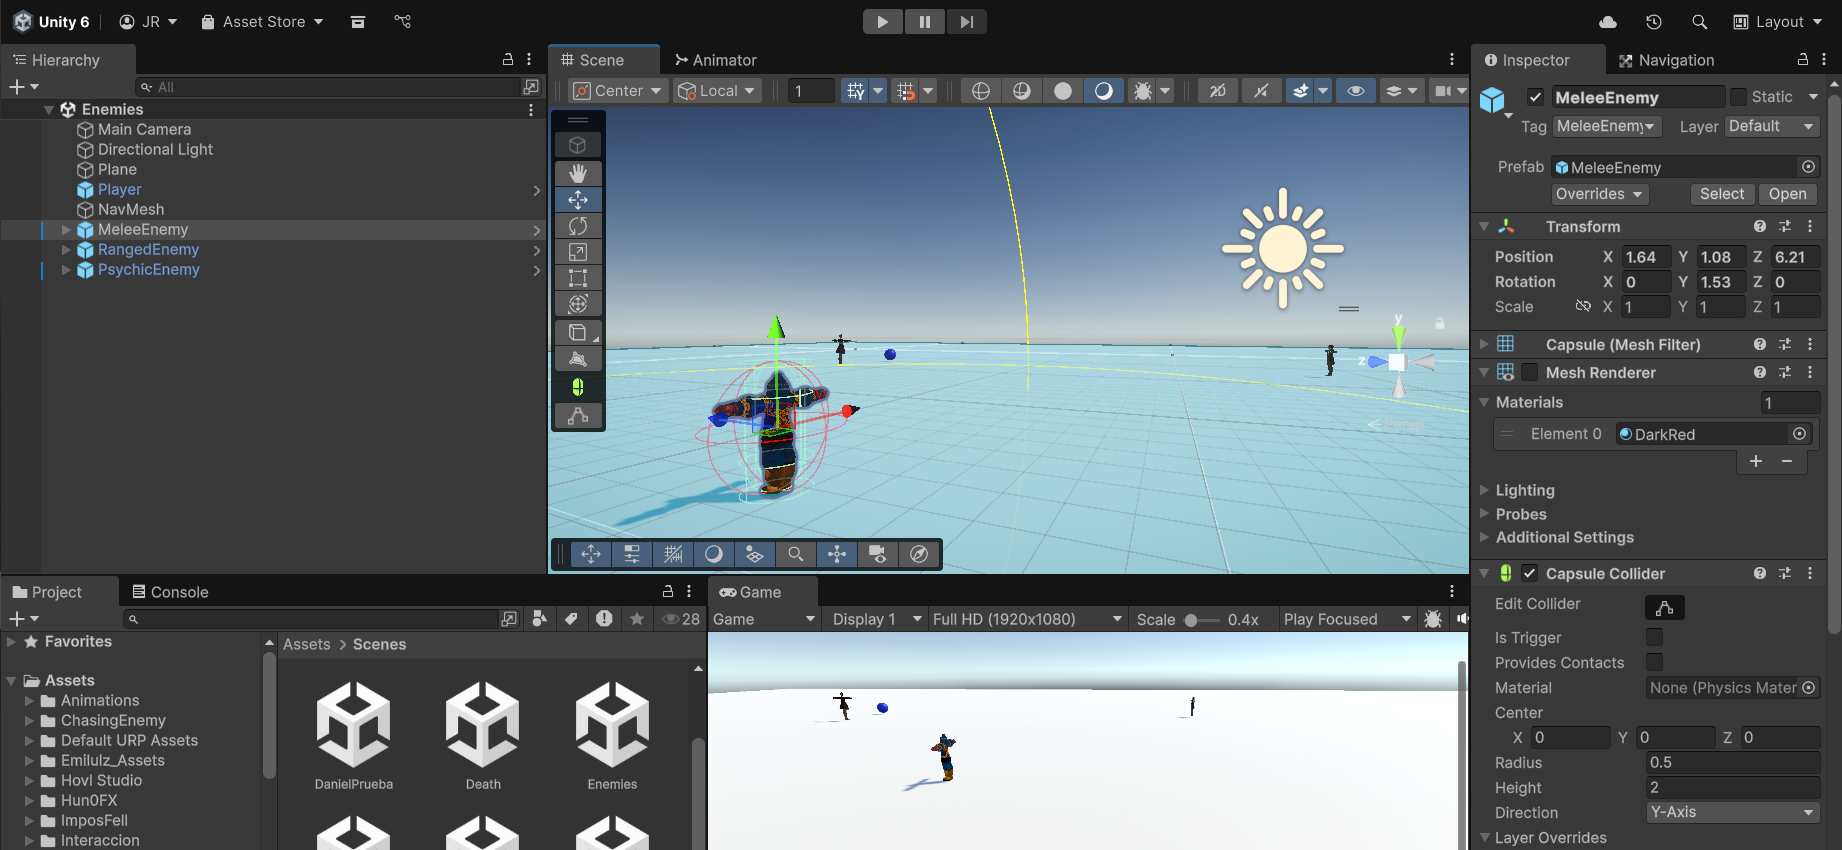 Unity 6
JR
Asset Store
Layout
Hierarchy
All
Enemies
Main Camera
Directional Light
Plane
Player
NavMesh
MeleeEnemy
RangedEnemy
PsychicEnemy
Scene
Animator
Center
Local
1
2D
y
z
Inspector
Navigation
MeleeEnemy
Static
Tag MeleeEnemy Layer Default
Prefab MeleeEnemy
Overrides Select Open
Transform
Position X 1.64 Y 1.08 Z 6.21
Rotation X 0 Y 1.53 Z 0
Scale X 1 Y 1 Z 1
Capsule (Mesh Filter)
Mesh Renderer
Materials 1
Element 0 DarkRed
Lighting
Probes
Additional Settings
Capsule Collider
Edit Collider
Is Trigger
Provides Contacts
Material None (Physics Mater
Center
X 0 Y 0 Z 0
Radius 0.5
Height 2
Direction Y-Axis
Layer Overrides
Project
Console
28
Favorites
Assets
Animations
ChasingEnemy
Default URP Assets
Emilulz_Assets
Hovl Studio
Hun0FX
ImposFell
Interaccion
Assets > Scenes
DanielPrueba
Death
Enemies
Game
Game Display 1 Full HD (1920x1080) Scale 0.4x Play Focused